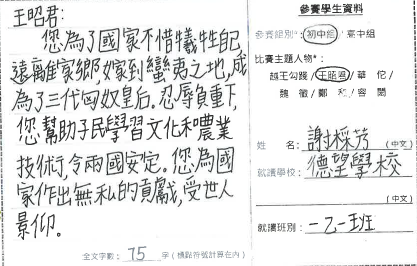 王昭君:
您為了國家不惜犧牲自己,
遠離家鄉,嫁到蠻夷之地,成
為了三代匈奴皇后。忍辱負重下,
您幫助子民學習文化和農業
技術,令兩國安定。您為國
家作出無私的貢獻,受世人
景仰。
全文字數: 75 字 (標點符號計算在內)
參賽學生資料
參賽組別*: 初中組 / 高中組
比賽主題人物*:
越王勾踐 / 王昭君 / 華佗 /
魏徵 / 鄭和 / 容閎
姓名: 謝採芳 (中文)
就讀學校: 德望學校
(中文)
就讀班別: 一乙一班